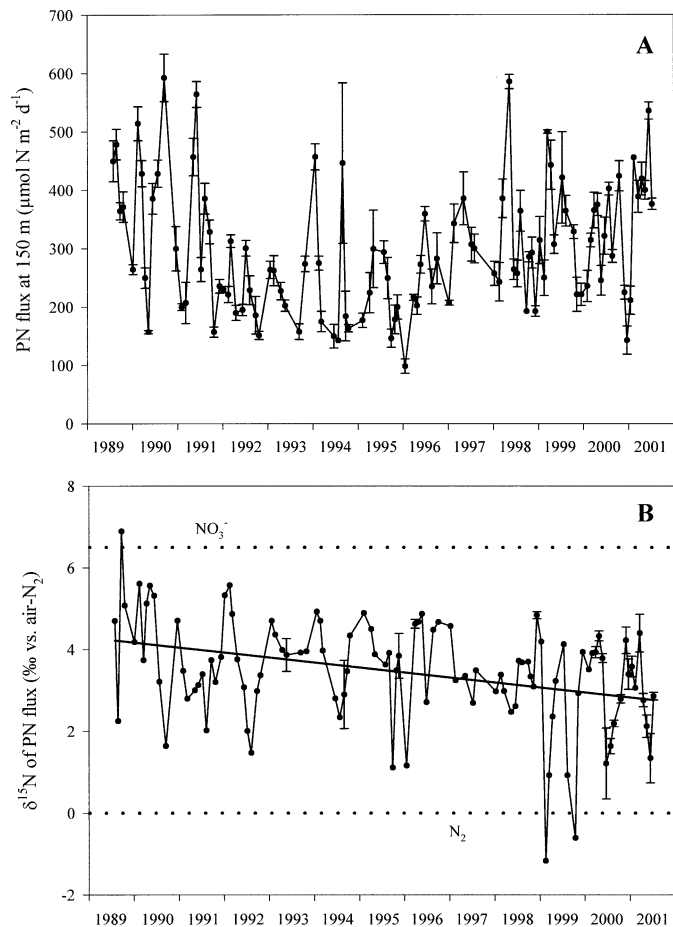 700
600
500
400
300
200
100
0
PN flux at 150 m (μmol N m⁻² d⁻¹)
A
1989 1990 1991 1992 1993 1994 1995 1996 1997 1998 1999 2000 2001
8
6
4
2
0
-2
δ¹⁵N of PN flux (‰ vs. air-N₂)
B
NO₃⁻
N₂
1989 1990 1991 1992 1993 1994 1995 1996 1997 1998 1999 2000 2001